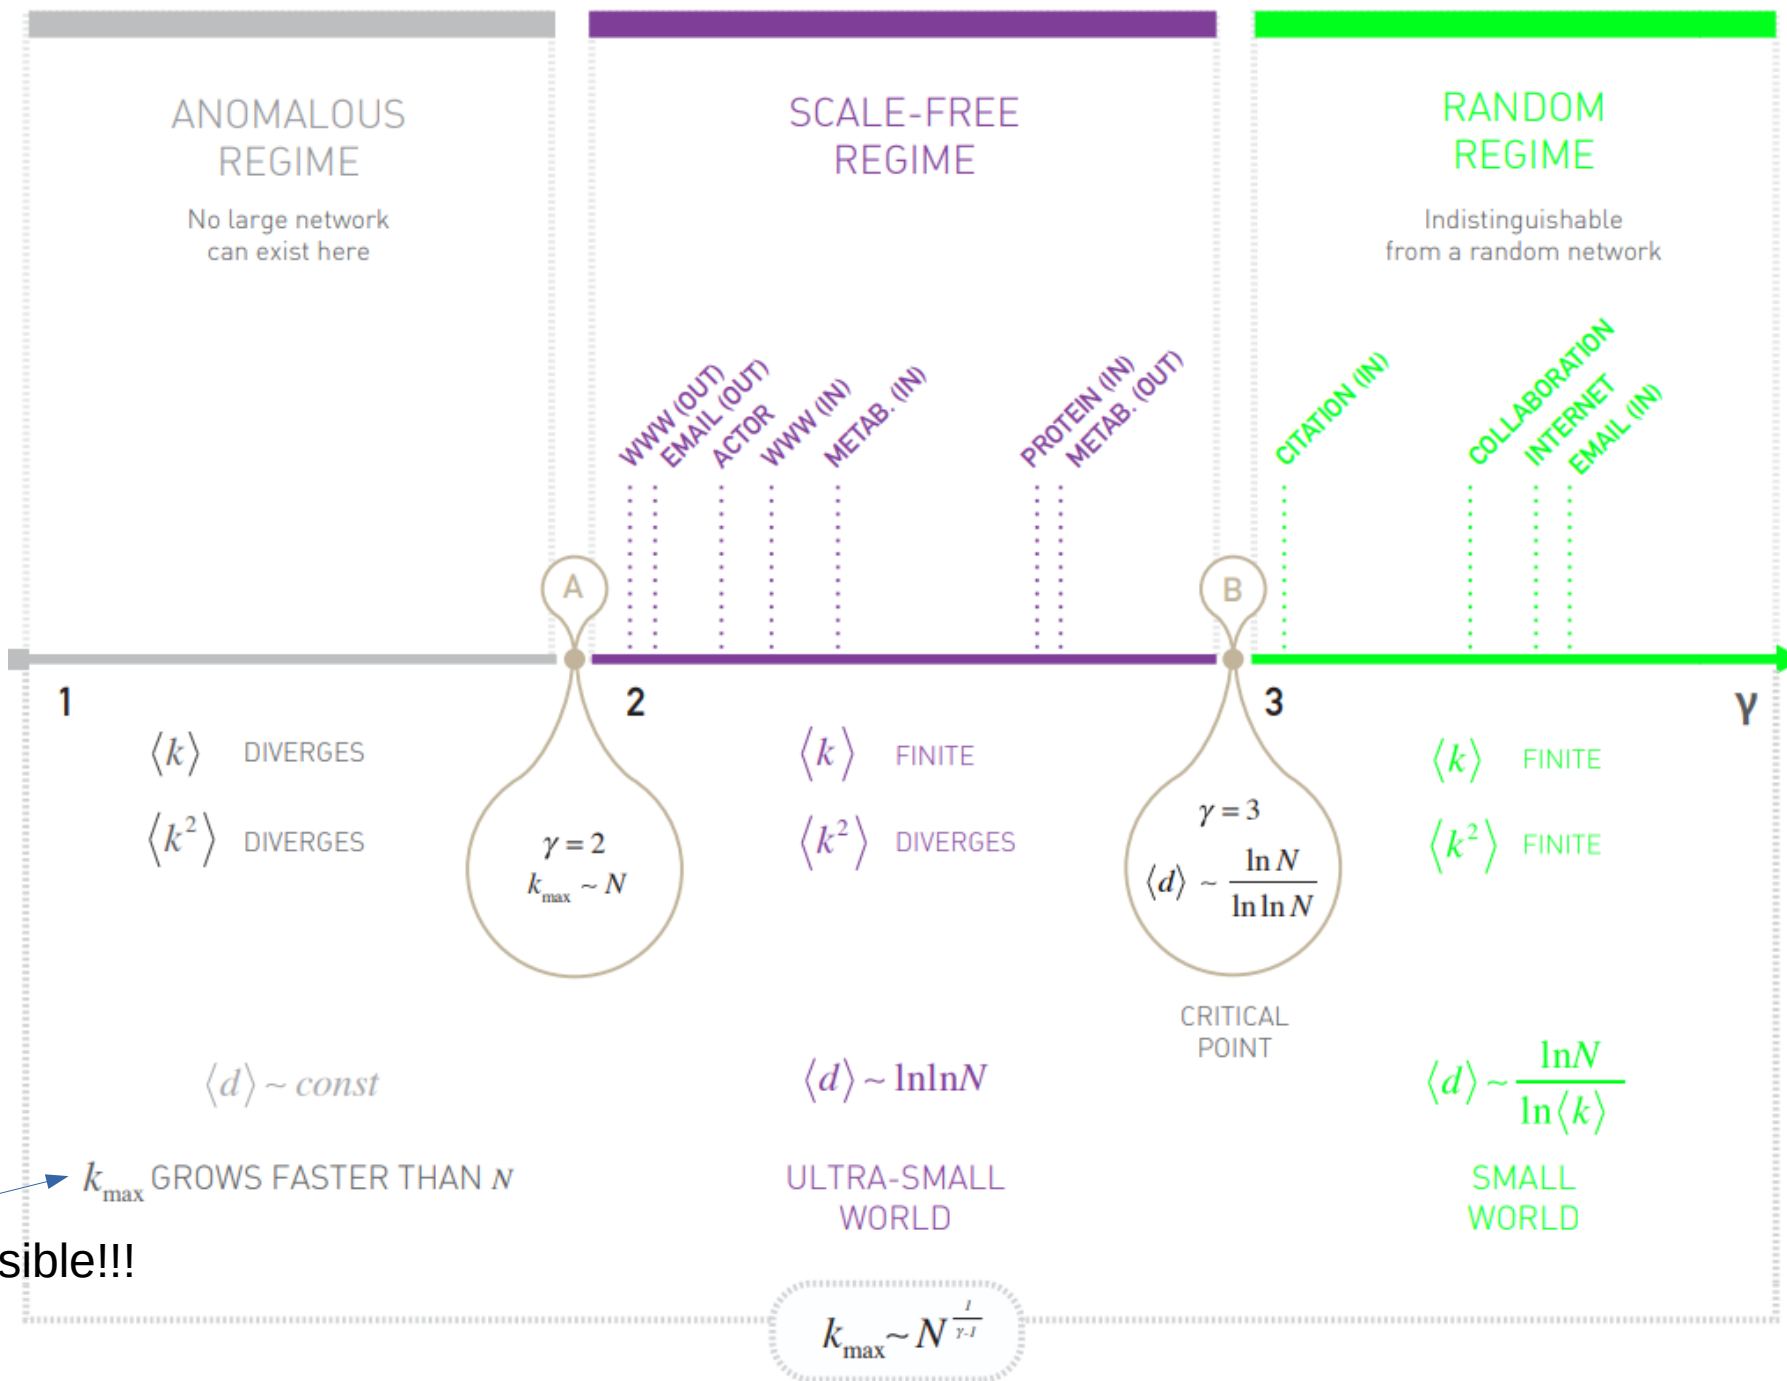 ANOMALOUS
REGIME
No large network
can exist here
SCALE-FREE
REGIME
RANDOM
REGIME
Indistinguishable
from a random network
WWW (OUT)
EMAIL (OUT)
ACTOR
WWW (IN)
METAB. (IN)
PROTEIN (IN)
METAB. (OUT)
CITATION (IN)
COLLABORATION
INTERNET
EMAIL (IN)
A
B
1
2
3
γ
⟨k⟩ DIVERGES
⟨k²⟩ DIVERGES
γ = 2
k_max ~ N
⟨k⟩ FINITE
⟨k²⟩ DIVERGES
γ = 3
⟨d⟩ ~ ln N / ln ln N
CRITICAL
POINT
⟨k⟩ FINITE
⟨k²⟩ FINITE
⟨d⟩ ~ const
⟨d⟩ ~ lnlnN
⟨d⟩ ~ lnN / ln⟨k⟩
k_max GROWS FASTER THAN N
ULTRA-SMALL
WORLD
SMALL
WORLD
sible!!!
k_max ~ N^(1/(γ-1))